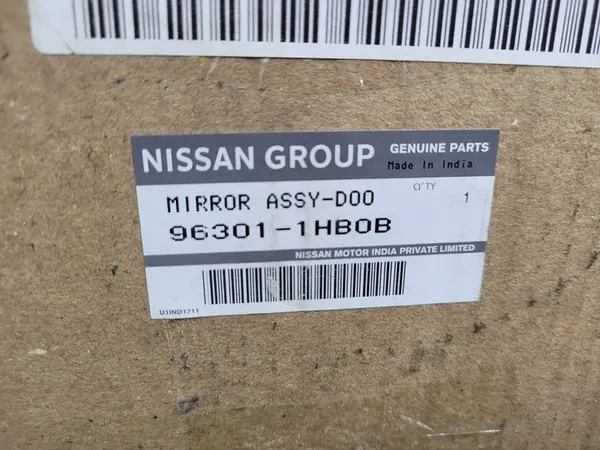 NISSAN GROUP
GENUINE PARTS
Made In India
MIRROR ASSY-DOO
Q'TY
1
96301-1HB0B
NISSAN MOTOR INDIA PRIVATE LIMITED
U1IND1711